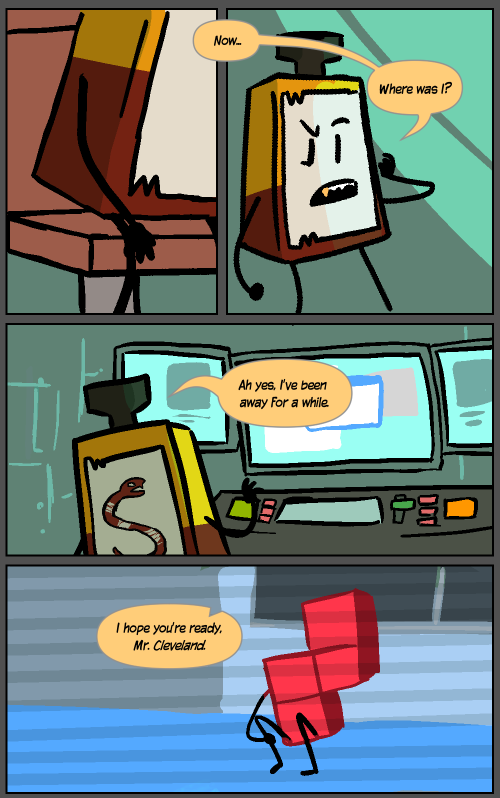 Now...
Where was I?
Ah yes, I've been
away for a while.
I hope you're ready,
Mr. Cleveland.